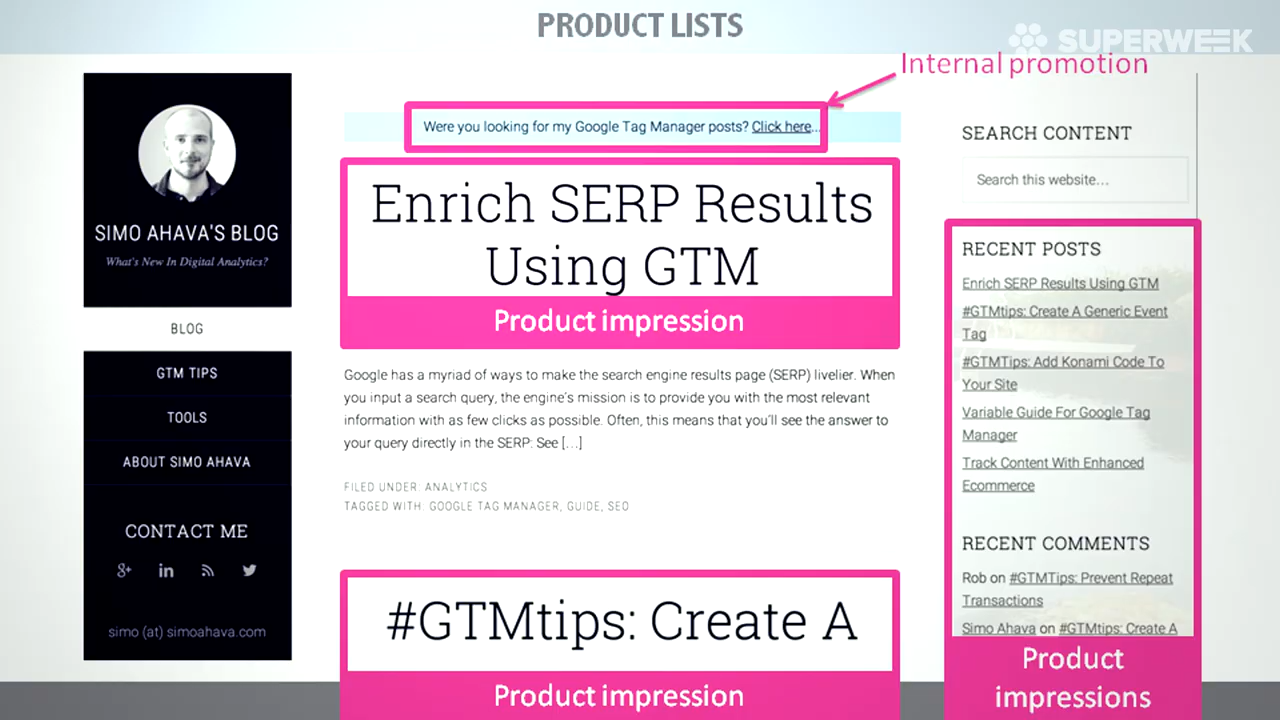 PRODUCT LISTS
SUPERWEEK
Internal promotion
SIMO AHAVA'S BLOG
What's New In Digital Analytics?
BLOG
GTM TIPS
TOOLS
ABOUT SIMO AHAVA
CONTACT ME
g+ in
simo (at) simoahava.com
Were you looking for my Google Tag Manager posts? Click here...
Enrich SERP Results
Using GTM
Product impression
Google has a myriad of ways to make the search engine results page (SERP) livelier. When
you input a search query, the engine's mission is to provide you with the most relevant
information with as few clicks as possible. Often, this means that you'll see the answer to
your query directly in the SERP: See [...]
FILED UNDER: ANALYTICS
TAGGED WITH: GOOGLE TAG MANAGER, GUIDE, SEO
#GTMtips: Create A
Product impression
SEARCH CONTENT
Search this website...
RECENT POSTS
Enrich SERP Results Using GTM
#GTMtips: Create A Generic Event
Tag
#GTMTips: Add Konami Code To
Your Site
Variable Guide For Google Tag
Manager
Track Content With Enhanced
Ecommerce
RECENT COMMENTS
Rob on #GTMTips: Prevent Repeat
Transactions
Simo Ahava on #GTMTips: Create A
Product
impressions